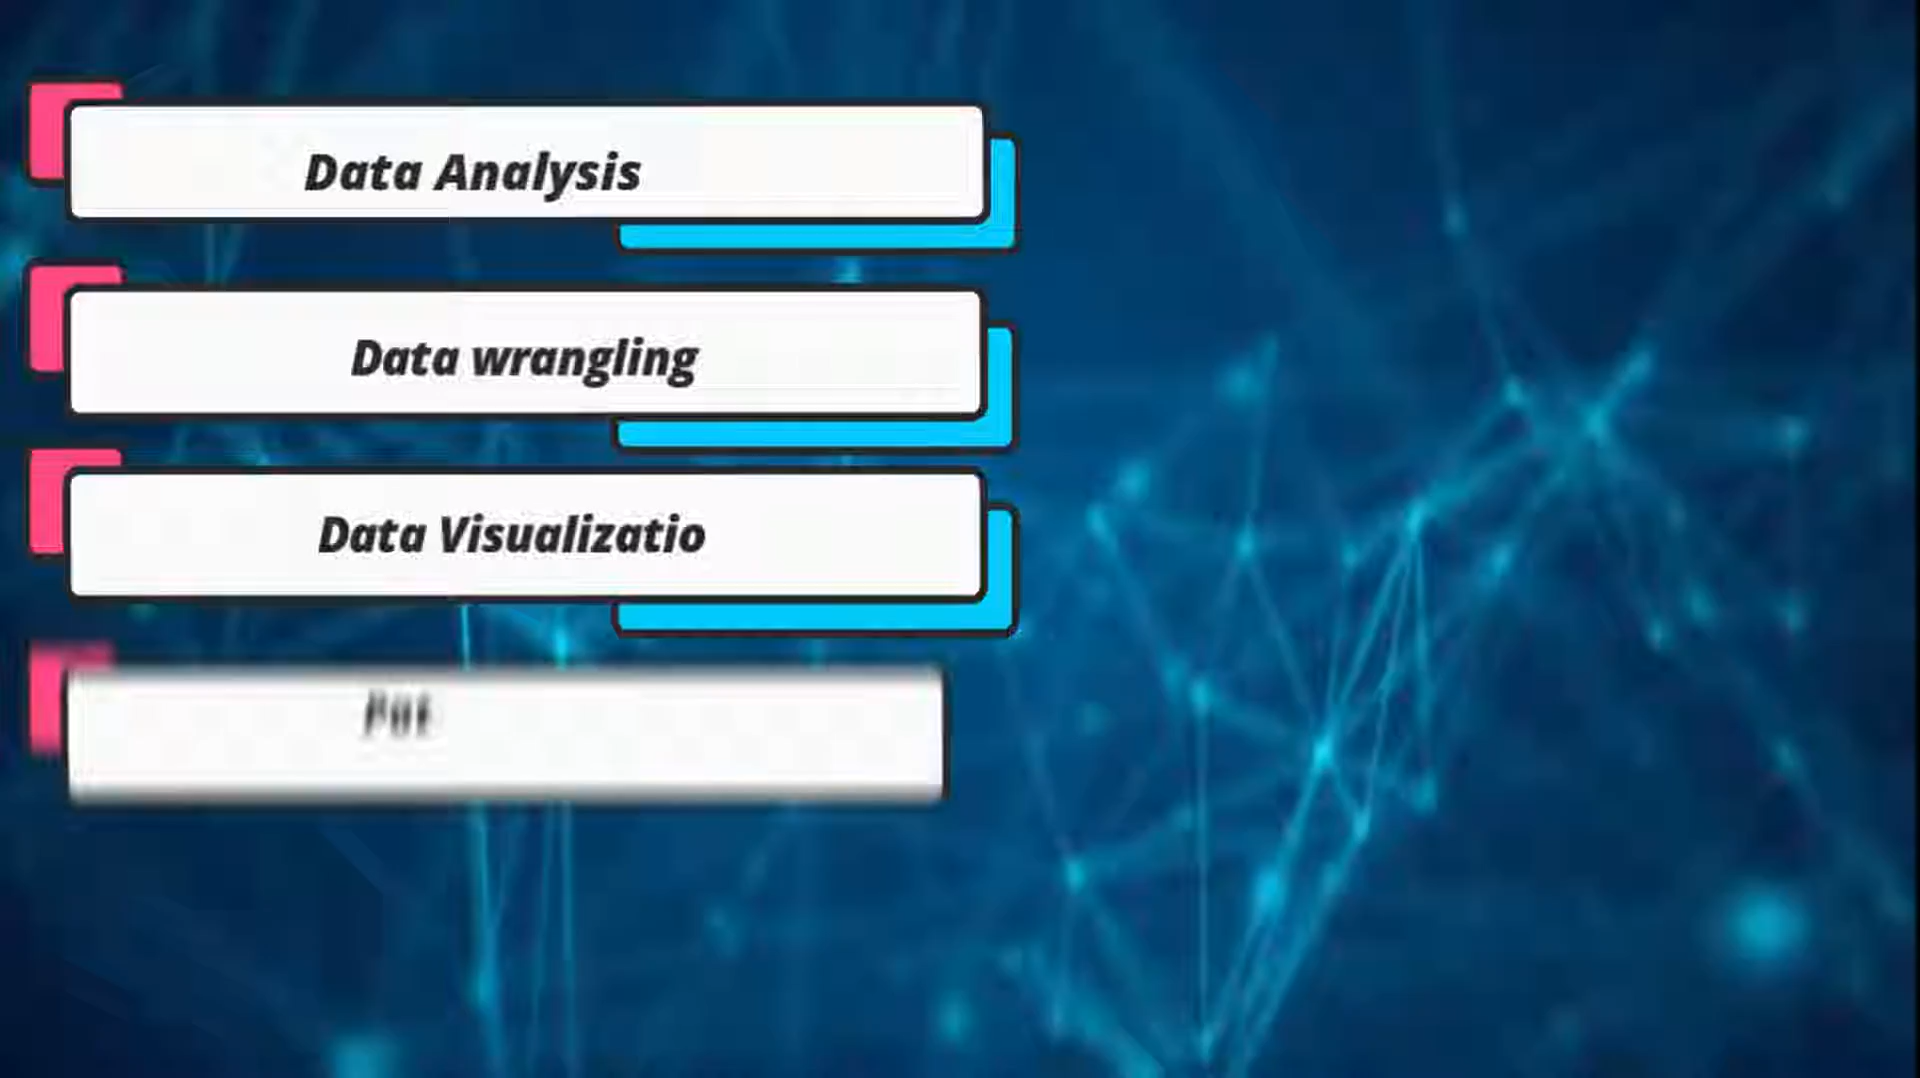 Data Analysis
Data wrangling
Data Visualizatio